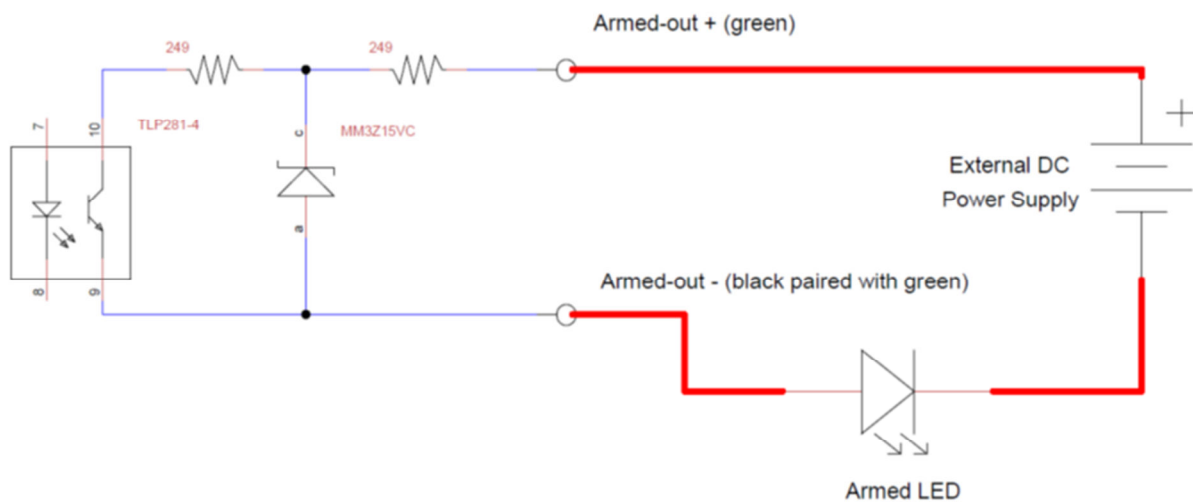 Armed-out + (green)
249
249
TLP281-4
MM3Z15VC
7
10
c
+
External DC
Power Supply
a
8
9
Armed-out - (black paired with green)
Armed LED